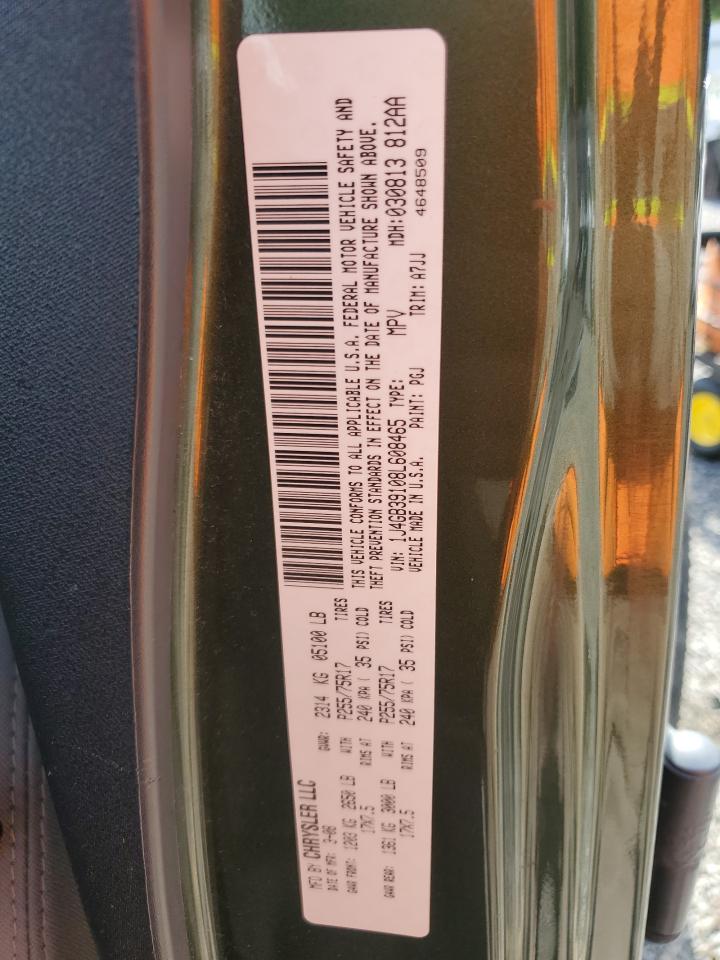 MFD BY CHRYSLER LLC
DATE OF MFR: 3-08 GVWR: 2314 KG 05100 LB
GAWR FRONT: 1203 KG 2650 LB WITH P255/75R17 TIRES
17X7.5 RIMS AT 240 KPA ( 35 PSI) COLD
GAWR REAR: 1361 KG 3000 LB WITH P255/75R17 TIRES
17X7.5 RIMS AT 240 KPA ( 35 PSI) COLD
THIS VEHICLE CONFORMS TO ALL APPLICABLE U.S.A. FEDERAL MOTOR VEHICLE SAFETY AND
THEFT PREVENTION STANDARDS IN EFFECT ON THE DATE OF MANUFACTURE SHOWN ABOVE.
VIN: 1J4GB39108L608465 TYPE: MPV MDH:030813 812AA
VEHICLE MADE IN U.S.A. PAINT: PGJ TRIM: A7JJ 4648509